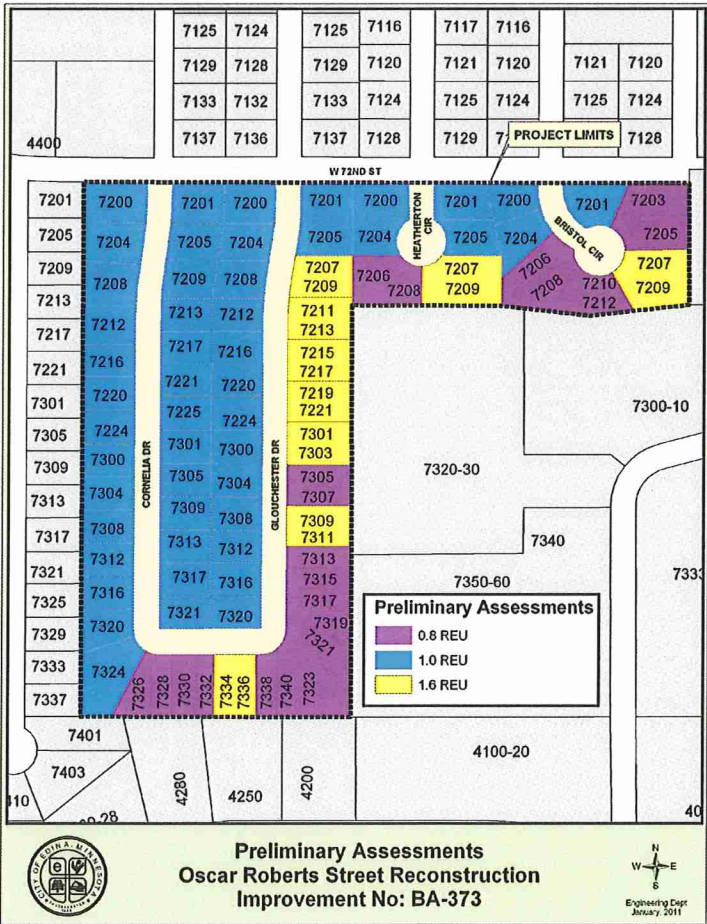 7125 7124 7125 7116 7117 7116
7129 7128 7129 7120 7121 7120 7121 7120
7133 7132 7133 7124 7125 7124 7125 7124
4400
7137 7136 7137 7128 7129 7128
PROJECT LIMITS
W 72ND ST
7201 7200 7201 7200 7201 7200 7201 7200 7201 7203
7205 7204 7205 7204 7205 7204 7205 7204 7205
HEATHERTON CIR
BRISTOL CIR
7209 7208 7209 7208 7207 7206 7207 7206 7207
7209 7208 7209 7208 7210 7209
7212
7213 7212 7213 7212 7211
7213
7217 7216 7217 7216 7215
7217
7221 7220 7221 7220 7219
7221
7301 7224 7225 7224 7301
7303
7300-10
7305 7300 7301 7300
7309 7304 7305 7304 7305
7307
7320-30
CORNELIA DR
GLOUCHESTER DR
7313 7308 7309 7308 7309
7311
7317 7312 7313 7312 7313
7340
7321 7316 7317 7316 7315
7350-60
7325 7320 7321 7320 7317
7319
7321
7329
7333 7324
7326 7328 7330 7332 7334 7336 7338 7340 7323
7337
Preliminary Assessments
0.8 REU
1.0 REU
1.6 REU
7401
7403
4280 4250 4200 4100-20
Preliminary Assessments
Oscar Roberts Street Reconstruction
Improvement No: BA-373
CITY OF EDINA, MINNESOTA
N
W E
S
Engineering Dept
January, 2011